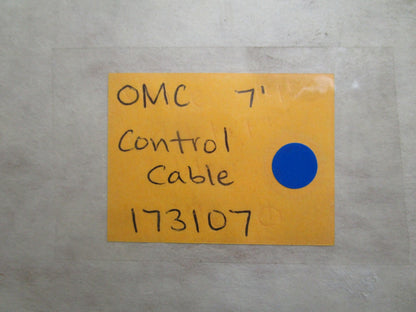 OMC 7'
Control
Cable
173107